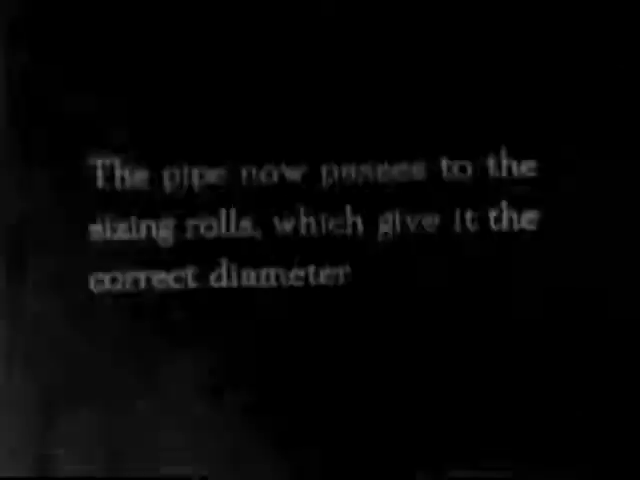 The pipe now passes to the
sizing rolls, which give it the
correct diameter